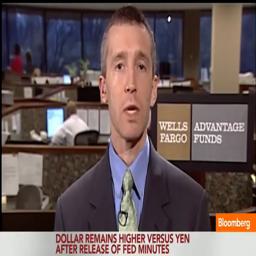 WELLS
FARGO
ADVANTAGE
FUNDS
Bloomberg
DOLLAR REMAINS HIGHER VERSUS YEN
AFTER RELEASE OF FED MINUTES